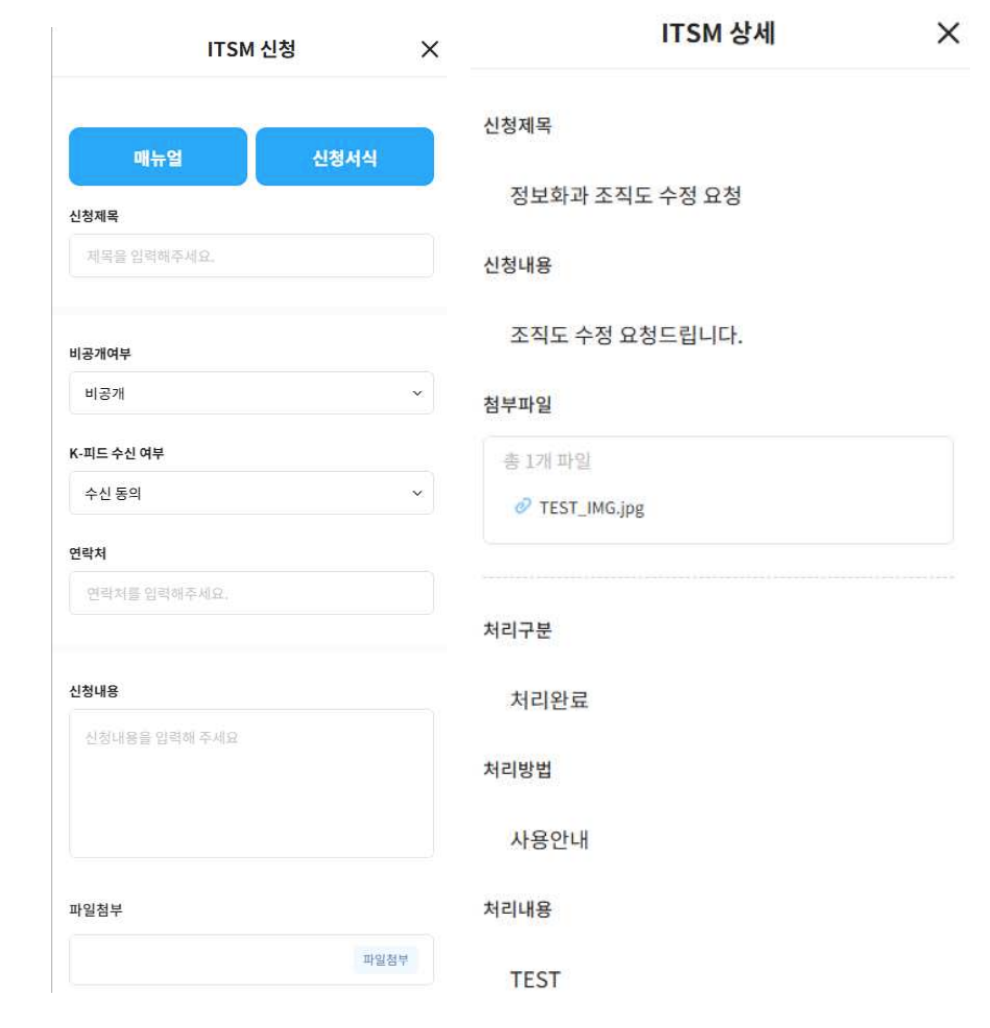 ITSM 신청
매뉴얼
신청서식
신청제목
제목을 입력해주세요.
비공개여부
비공개
K-피드 수신 여부
수신 동의
연락처
연락처를 입력해주세요.
신청내용
신청내용을 입력해 주세요
파일첨부
파일첨부
ITSM 상세
신청제목
정보화과 조직도 수정 요청
신청내용
조직도 수정 요청드립니다.
첨부파일
총 1개 파일
TEST_IMG.jpg
처리구분
처리완료
처리방법
사용안내
처리내용
TEST